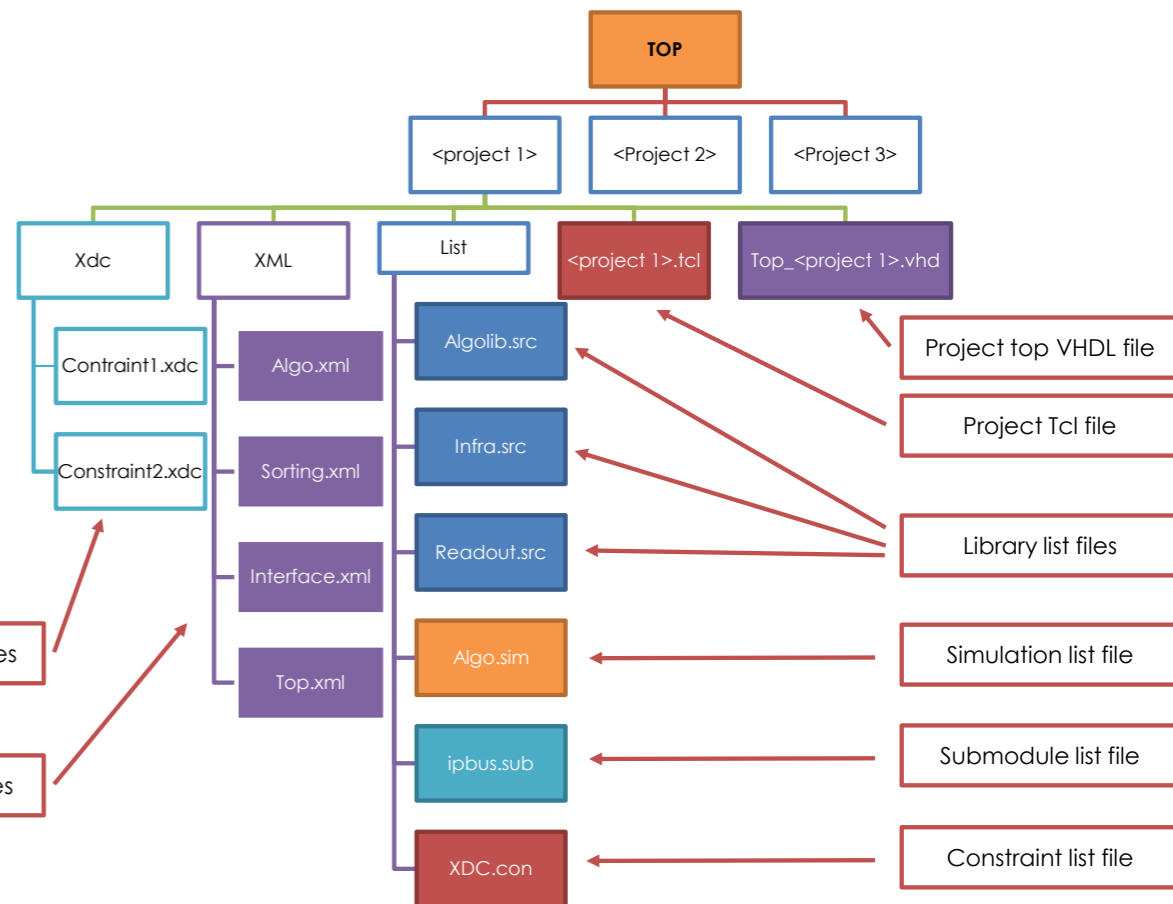 TOP
<project 1>
<Project 2>
<Project 3>
Xdc
XML
List
<project 1>.tcl
Top_<project 1>.vhd
Contraint1.xdc
Constraint2.xdc
Algo.xml
Sorting.xml
Interface.xml
Top.xml
Algolib.src
Infra.src
Readout.src
Algo.sim
ipbus.sub
XDC.con
Project top VHDL file
Project Tcl file
Library list files
Simulation list file
Submodule list file
Constraint list file